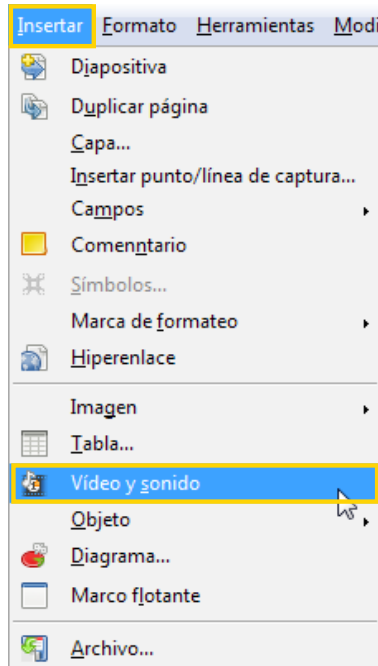 Insertar Formato Herramientas Modi
Diapositiva
Duplicar página
Capa...
Insertar punto/línea de captura...
Campos
Comenntario
Símbolos...
Marca de formateo
Hiperenlace
Imagen
Tabla...
Vídeo y sonido
Objeto
Diagrama...
Marco flotante
Archivo...